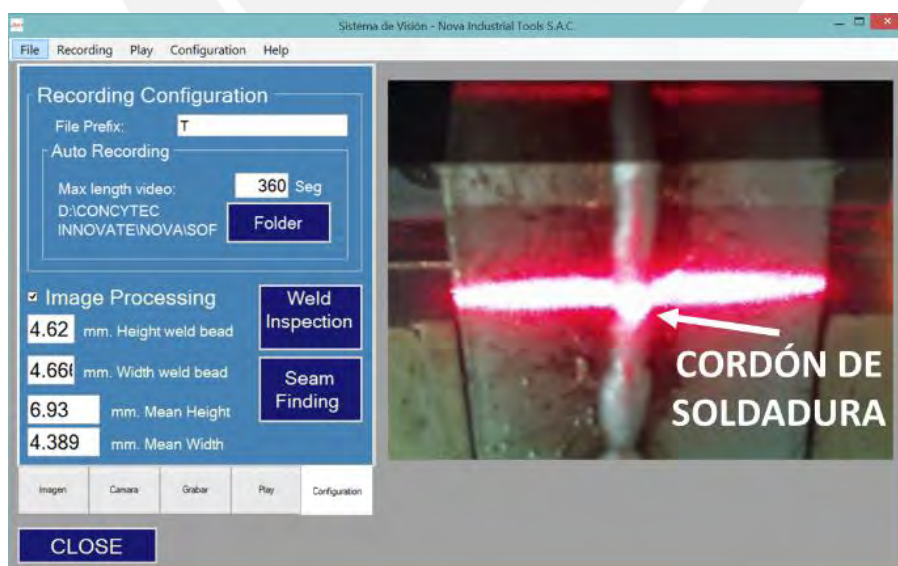 Sistema de Visión - Nova Industrial Tools S.A.C.
File Recording Play Configuration Help
Recording Configuration
File Prefix: T
Auto Recording
Max length video: 360 Seg
D:\CONCYTEC
INNOVATE\NOVA\SOF
Folder
Image Processing
4.62 mm. Height weld bead
4.66 mm. Width weld bead
6.93 mm. Mean Height
4.389 mm. Mean Width
Weld
Inspection
Seam
Finding
CORDÓN DE
SOLDADURA
Imagen Camara Grabar Play Configuration
CLOSE